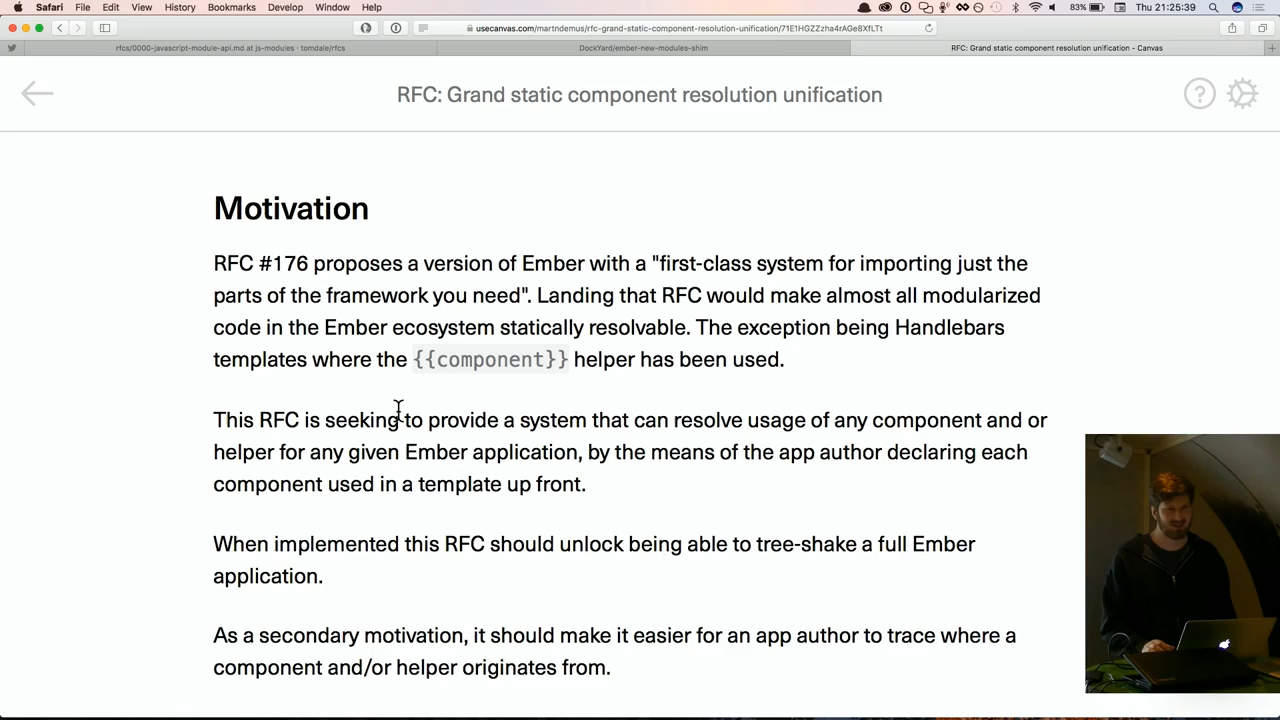 Safari File Edit View History Bookmarks Develop Window Help 83% Thu 21:25:39
usecanvas.com/martndemus/rfc-grand-static-component-resolution-unification/71E1HGZZzha4rAGe8XfLTt
rfcs/0000-javascript-module-api.md at js-modules · tomdale/rfcs DockYard/ember-new-modules-shim RFC: Grand static component resolution unification - Canvas
RFC: Grand static component resolution unification
Motivation
RFC #176 proposes a version of Ember with a "first-class system for importing just the
parts of the framework you need". Landing that RFC would make almost all modularized
code in the Ember ecosystem statically resolvable. The exception being Handlebars
templates where the {{component}} helper has been used.
This RFC is seeking to provide a system that can resolve usage of any component and or
helper for any given Ember application, by the means of the app author declaring each
component used in a template up front.
When implemented this RFC should unlock being able to tree-shake a full Ember
application.
As a secondary motivation, it should make it easier for an app author to trace where a
component and/or helper originates from.